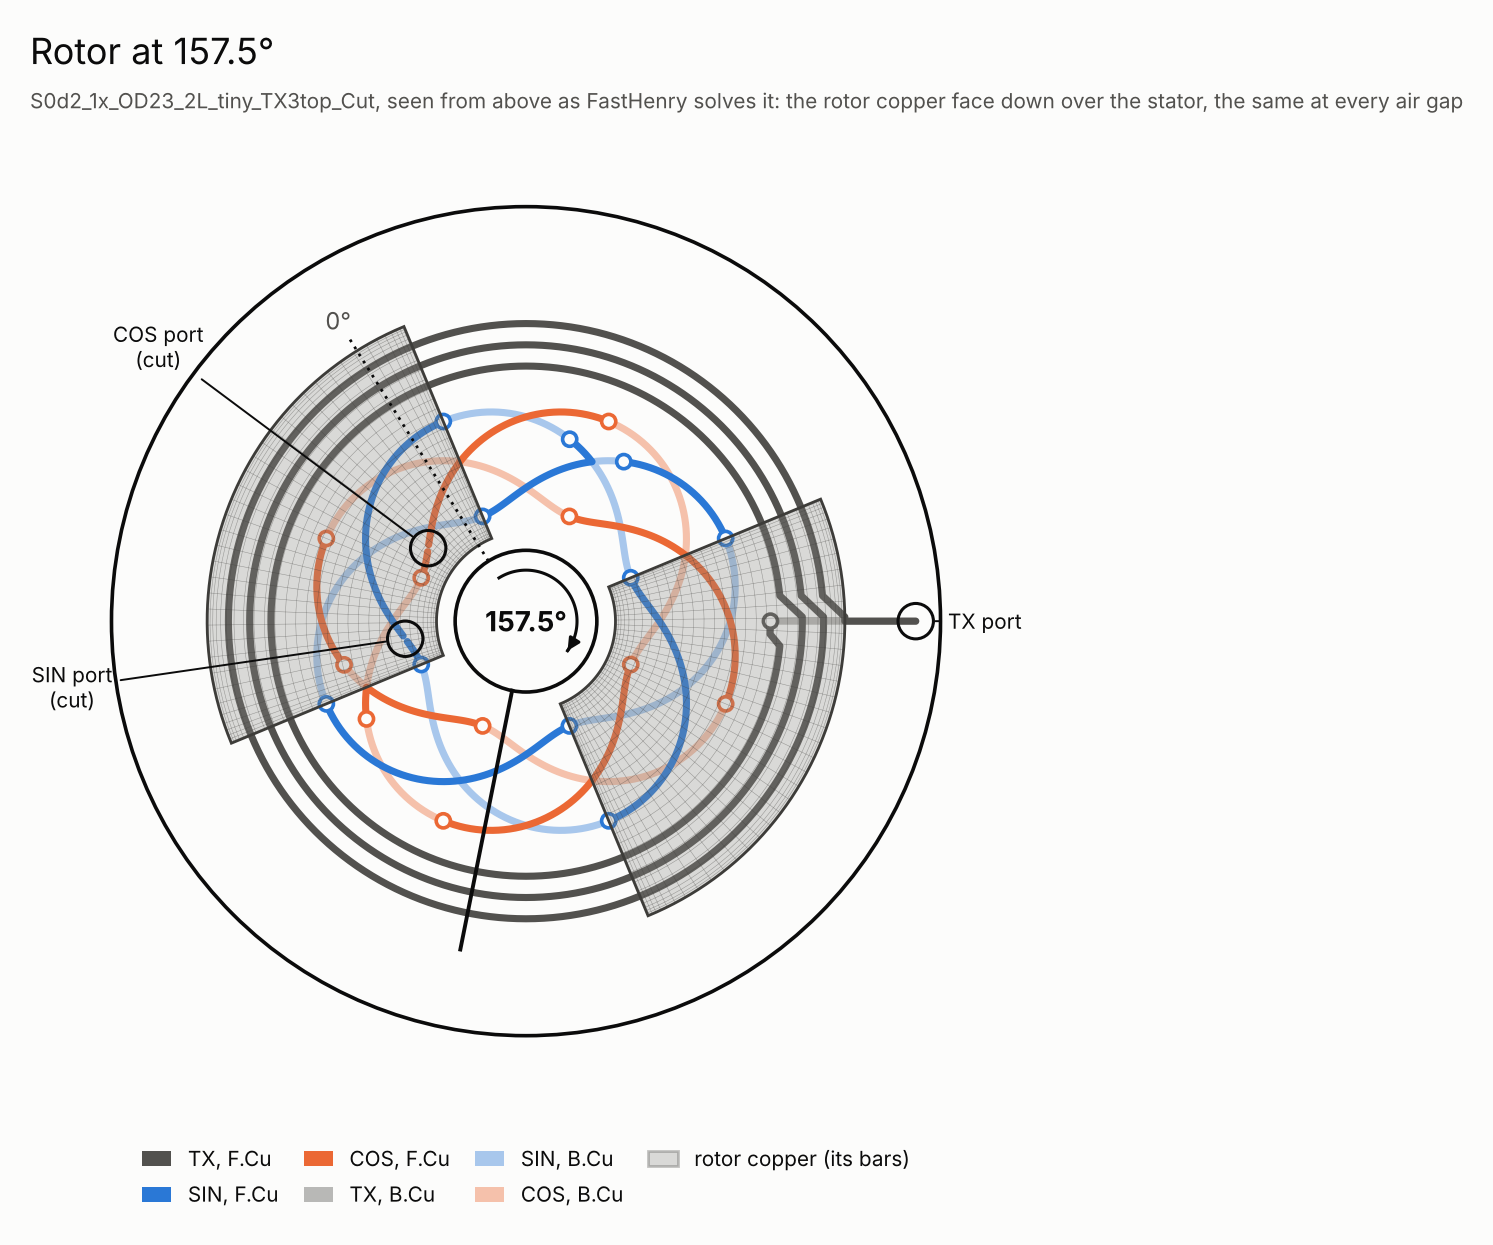 Rotor at 157.5°
S0d2_1x_OD23_2L_tiny_TX3top_Cut, seen from above as FastHenry solves it: the rotor copper face down over the stator, the same at every air gap
0°
COS port
(cut)
157.5°
TX port
SIN port
(cut)
TX, F.Cu
COS, F.Cu
SIN, B.Cu
rotor copper (its bars)
SIN, F.Cu
TX, B.Cu
COS, B.Cu